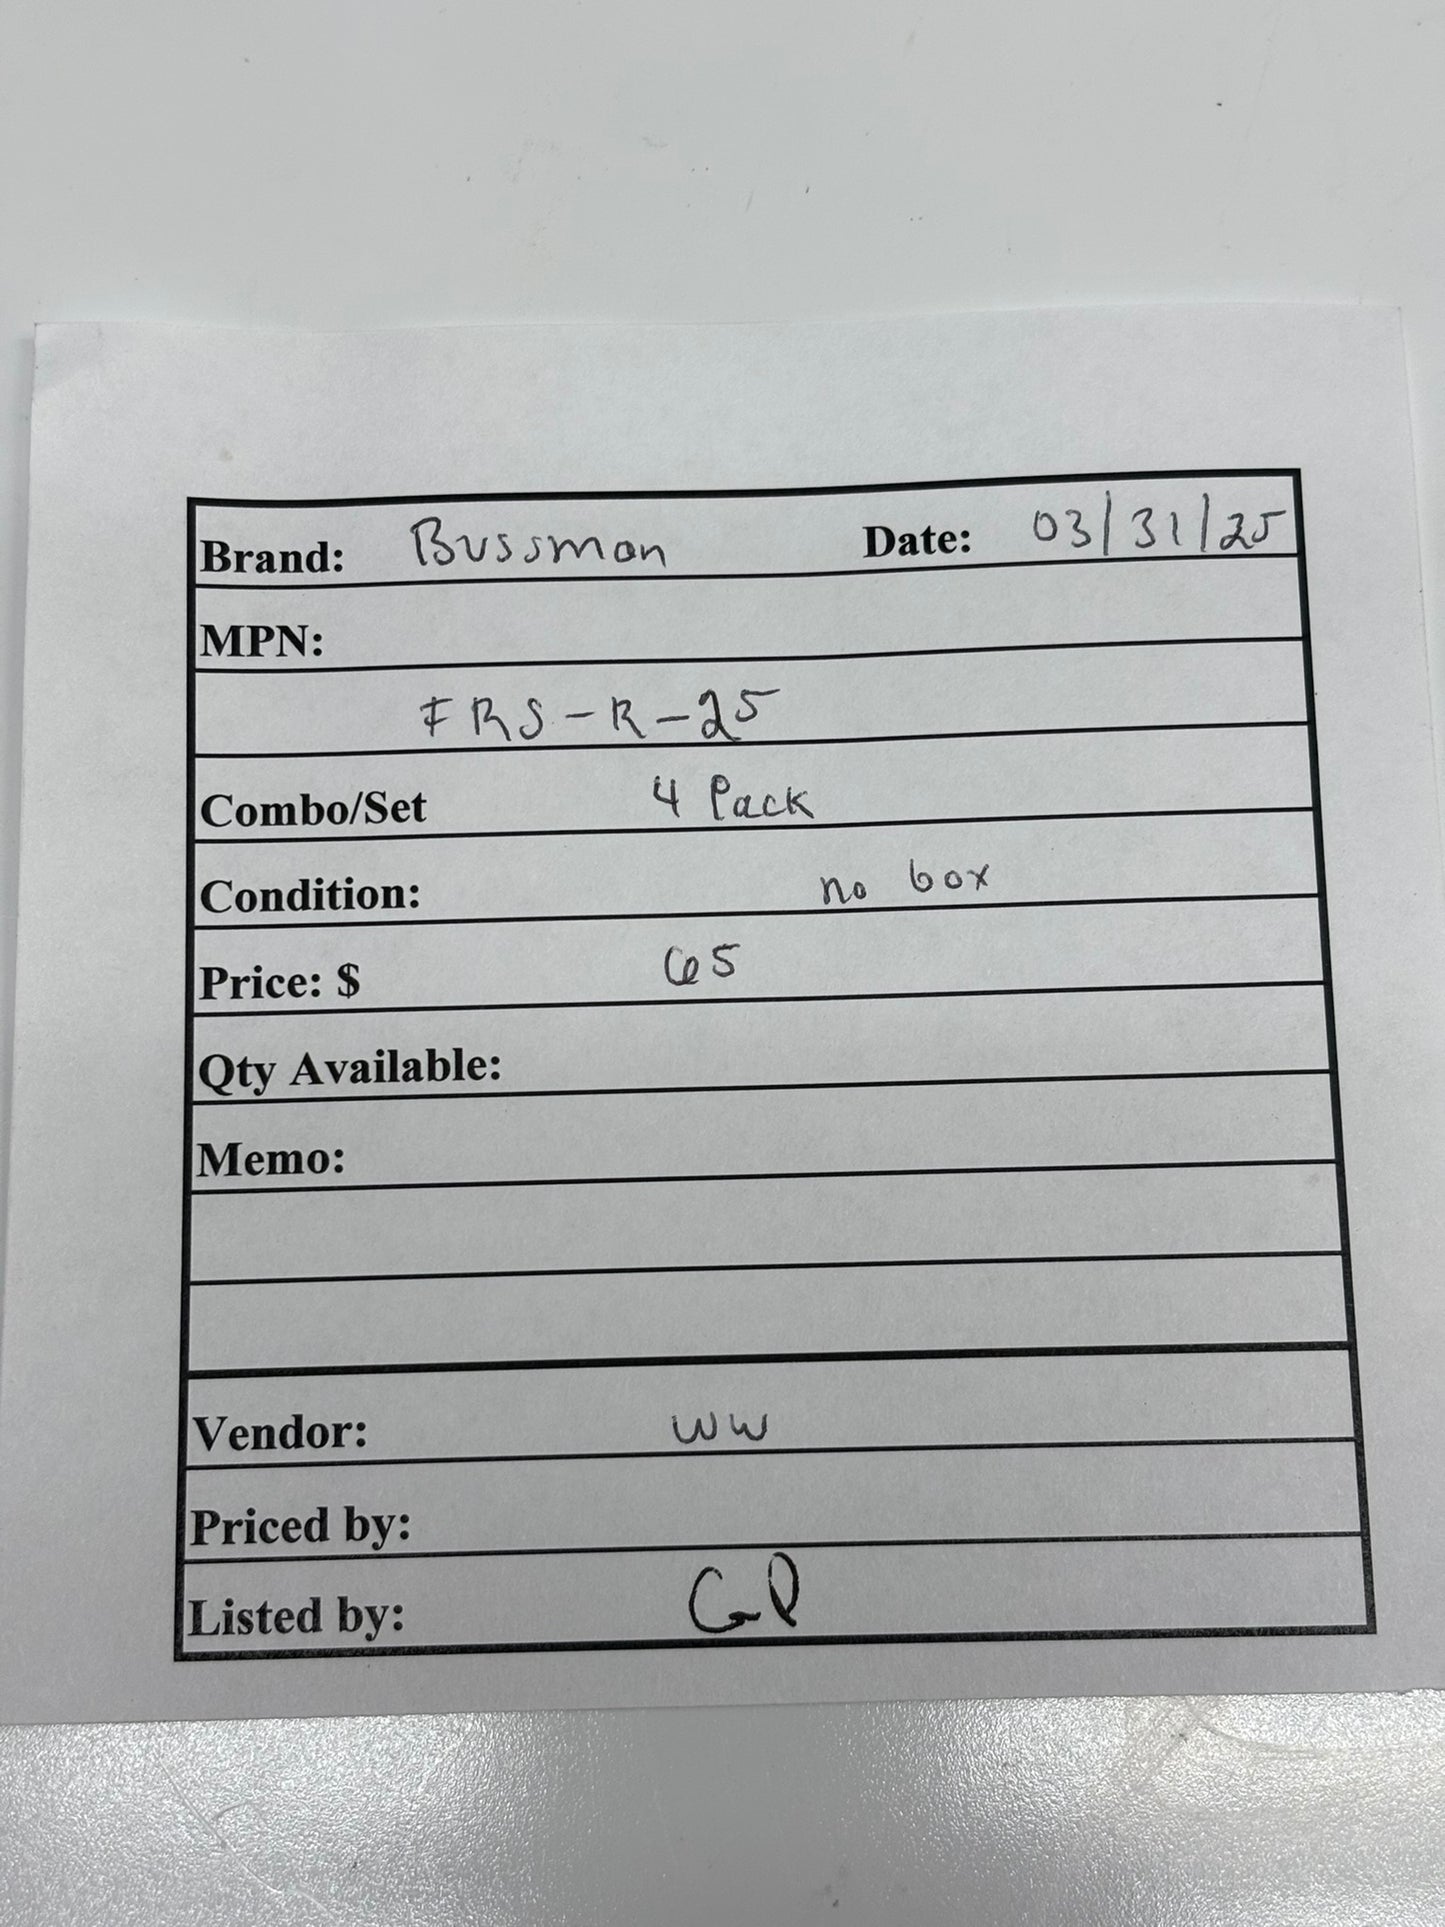 Brand: Bussman Date: 03/31/25
MPN:
FRS-R-25
Combo/Set 4 Pack
Condition: no box
Price: $ 65
Qty Available:
Memo:
Vendor: WW
Priced by:
Listed by: